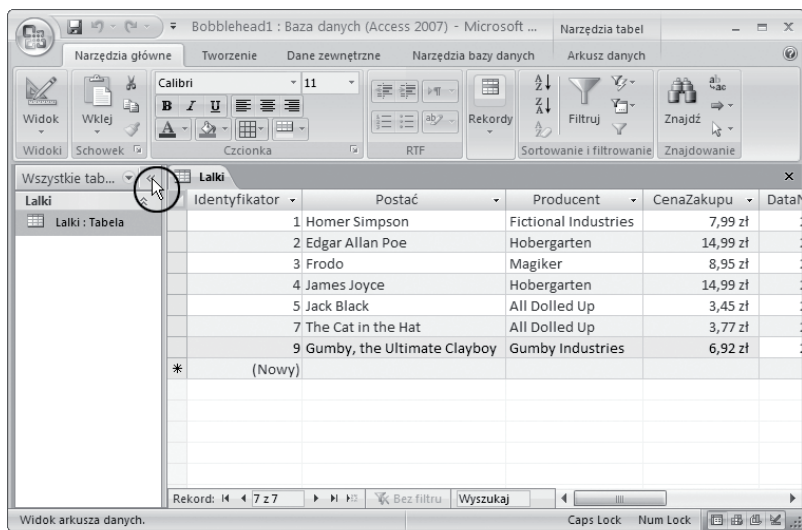 Bobblehead1 : Baza danych (Access 2007) - Microsoft ...
Narzędzia tabel
Narzędzia główne
Tworzenie
Dane zewnętrzne
Narzędzia bazy danych
Arkusz danych
Widok
Wklej
Calibri
11
B I U
Rekordy
Filtruj
Znajdź
Widoki
Schowek
Czcionka
RTF
Sortowanie i filtrowanie
Znajdowanie
Wszystkie tab...
Lalki
Lalki
Lalki : Tabela
Identyfikator Postać Producent CenaZakupu
1 Homer Simpson Fictional Industries 7,99 zł
2 Edgar Allan Poe Hobergarten 14,99 zł
3 Frodo Magiker 8,95 zł
4 James Joyce Hobergarten 14,99 zł
5 Jack Black All Dolled Up 3,45 zł
7 The Cat in the Hat All Dolled Up 3,77 zł
9 Gumby, the Ultimate Clayboy Gumby Industries 6,92 zł
* (Nowy)
Rekord: 7 z 7 Bez filtru Wyszukaj
Widok arkusza danych.
Caps Lock Num Lock